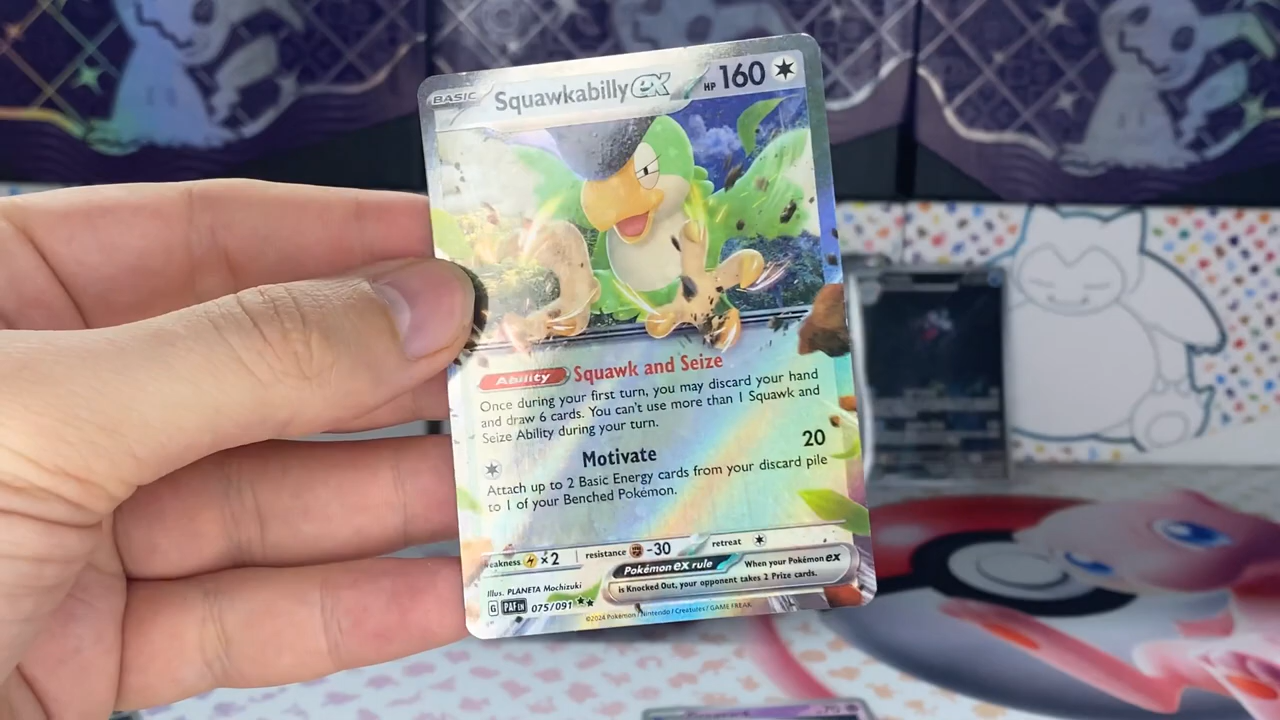 BASIC Squawkabilly ex HP 160
Ability Squawk and Seize
Once during your first turn, you may discard your hand
and draw 6 cards. You can't use more than 1 Squawk and
Seize Ability during your turn.
Motivate 20
Attach up to 2 Basic Energy cards from your discard pile
to 1 of your Benched Pokémon.
eakness ×2 resistance -30 retreat
Pokémon ex rule When your Pokémon ex
is Knocked Out, your opponent takes 2 Prize cards.
Illus. PLANETA Mochizuki
G PAF EN 075/091
©2024 Pokémon / Nintendo / Creatures / GAME FREAK